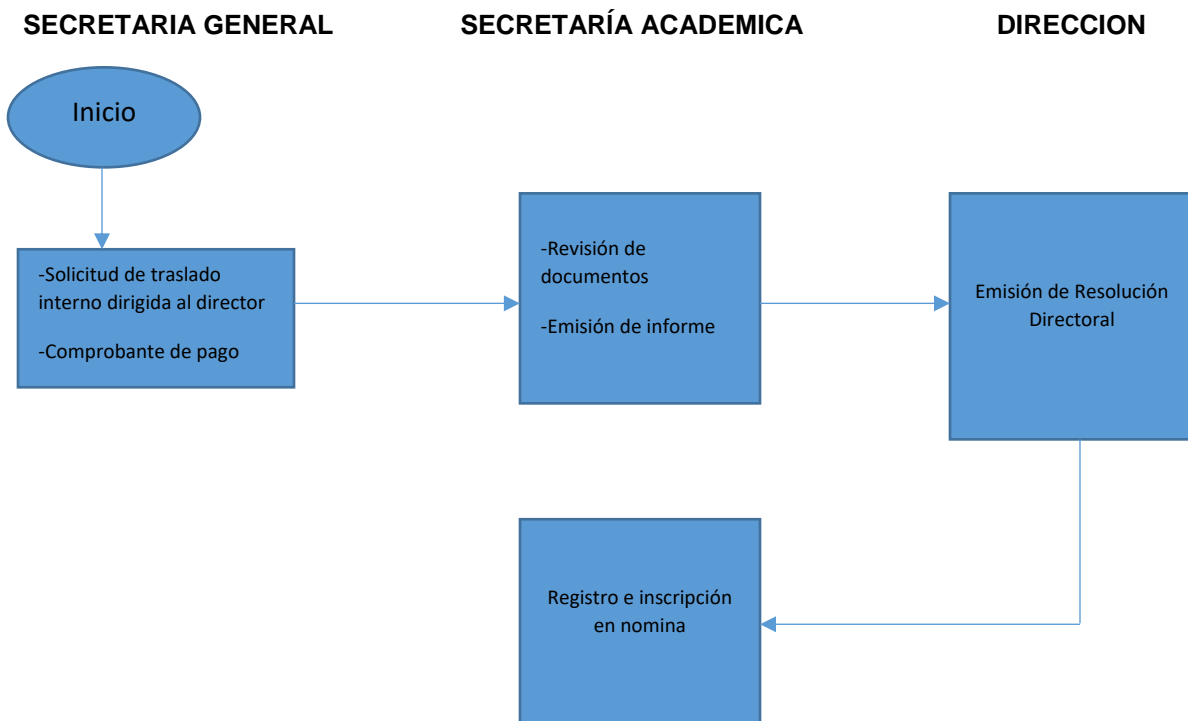 SECRETARIA GENERAL
SECRETARÍA ACADEMICA
DIRECCION
Inicio
-Solicitud de traslado
interno dirigida al director
-Comprobante de pago
-Revisión de
documentos
-Emisión de informe
Emisión de Resolución
Directoral
Registro e inscripción
en nomina